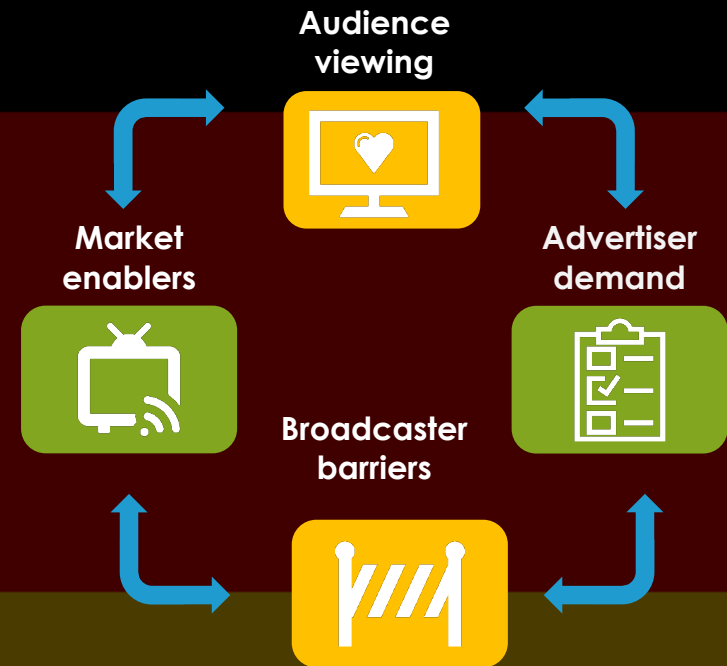 Audience
viewing
Market
enablers
Advertiser
demand
Broadcaster
barriers